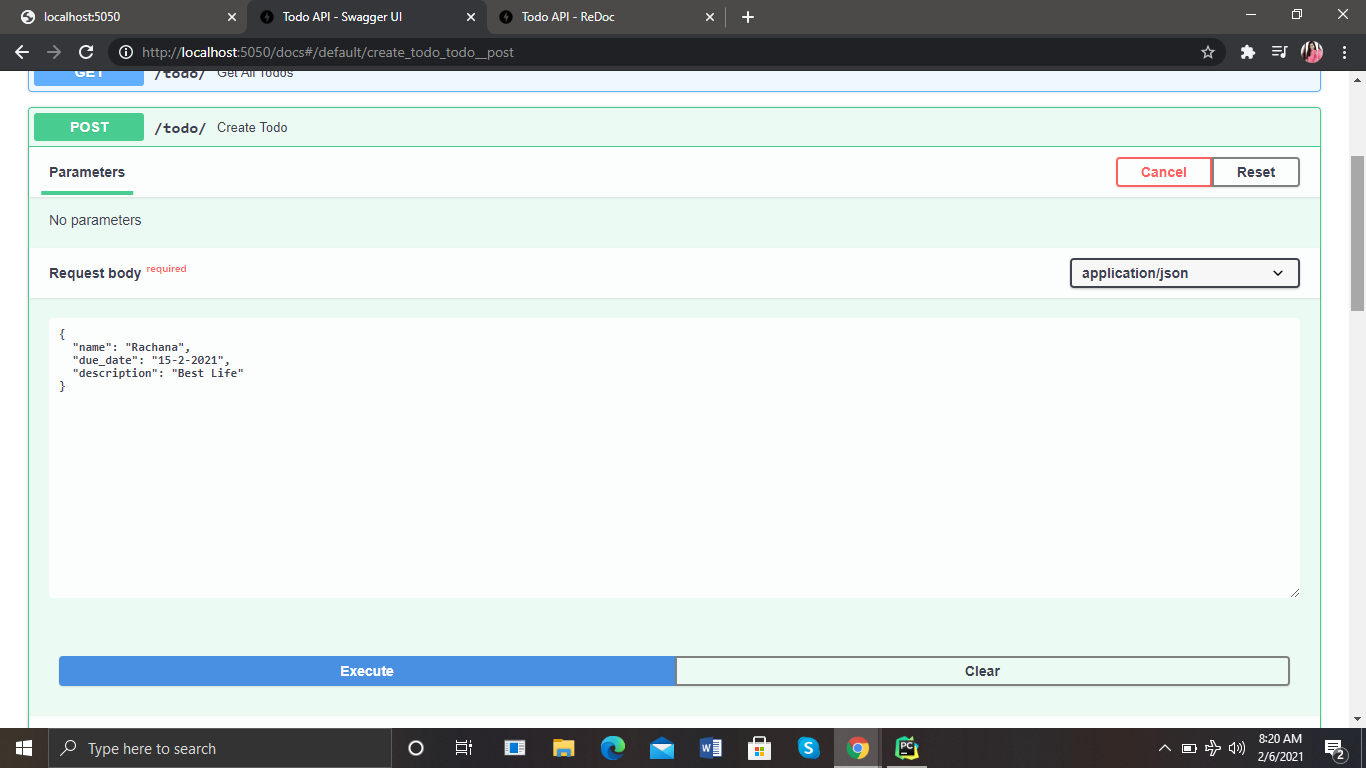 localhost:5050
Todo API - Swagger UI
Todo API - ReDoc
http://localhost:5050/docs#/default/create_todo_todo__post
GET /todo/ Get All Todos
POST /todo/ Create Todo
Parameters
Cancel Reset
No parameters
Request body required
application/json
{
"name": "Rachana",
"due_date": "15-2-2021",
"description": "Best Life"
}
Execute Clear
Type here to search
W
S
PC
8:20 AM
2/6/2021
2